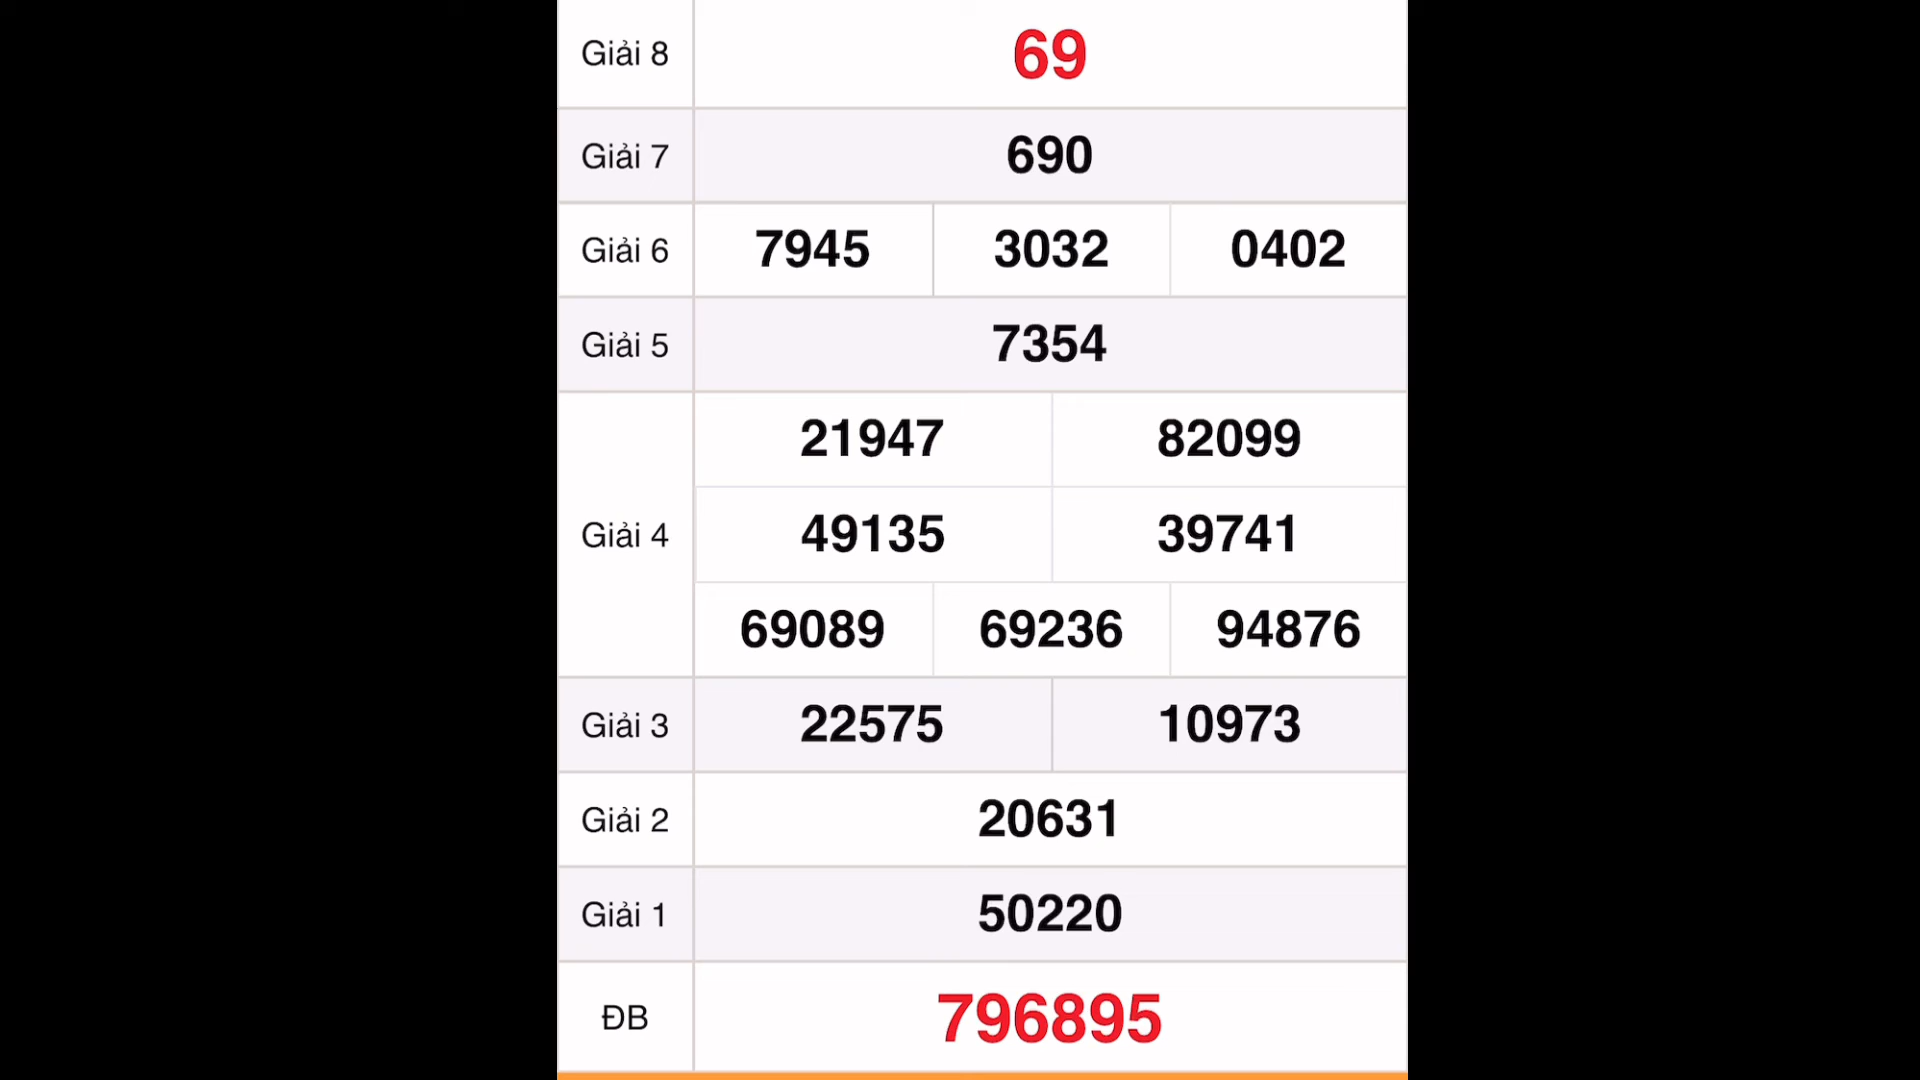 Giải 8 69
Giải 7 690
Giải 6 7945 3032 0402
Giải 5 7354
21947 82099
Giải 4 49135 39741
69089 69236 94876
Giải 3 22575 10973
Giải 2 20631
Giải 1 50220
ĐB 796895